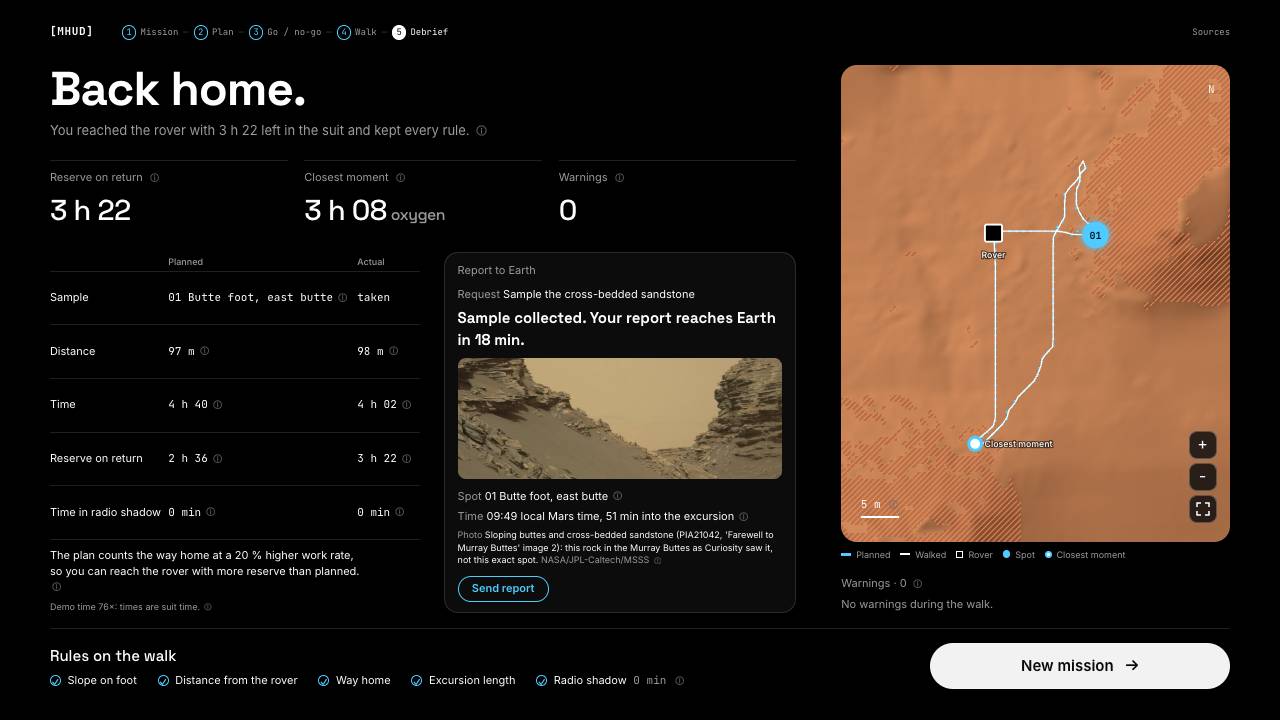 [MHUD]
1 Mission – 2 Plan – 3 Go / no-go – 4 Walk – 5 Debrief
Sources
Back home.
You reached the rover with 3 h 22 left in the suit and kept every rule. ⓘ
Reserve on return ⓘ
3 h 22
Closest moment ⓘ
3 h 08 oxygen
Warnings ⓘ
0
Planned Actual
Sample 01 Butte foot, east butte ⓘ taken
Distance 97 m ⓘ 98 m ⓘ
Time 4 h 40 ⓘ 4 h 02 ⓘ
Reserve on return 2 h 36 ⓘ 3 h 22 ⓘ
Time in radio shadow 0 min ⓘ 0 min ⓘ
The plan counts the way home at a 20 % higher work rate,
so you can reach the rover with more reserve than planned.
ⓘ
Demo time 76×: times are suit time. ⓘ
Report to Earth
Request Sample the cross-bedded sandstone
Sample collected. Your report reaches Earth
in 18 min.
Spot 01 Butte foot, east butte ⓘ
Time 09:49 local Mars time, 51 min into the excursion ⓘ
Photo Sloping buttes and cross-bedded sandstone (PIA21042, 'Farewell to
Murray Buttes' image 2): this rock in the Murray Buttes as Curiosity saw it,
not this exact spot. NASA/JPL-Caltech/MSSS ⓘ
Send report
N
01
Rover
Closest moment
5 m ⓘ
+
–
Planned Walked Rover Spot Closest moment
Warnings · 0 ⓘ
No warnings during the walk.
Rules on the walk
Slope on foot Distance from the rover Way home Excursion length Radio shadow 0 min ⓘ
New mission →